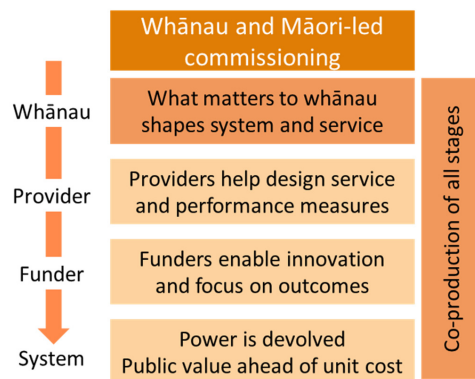 Whānau and Māori-led
commissioning
Whānau
What matters to whānau
shapes system and service
Provider
Providers help design service
and performance measures
Funder
Funders enable innovation
and focus on outcomes
System
Power is devolved
Public value ahead of unit cost
Co-production of all stages